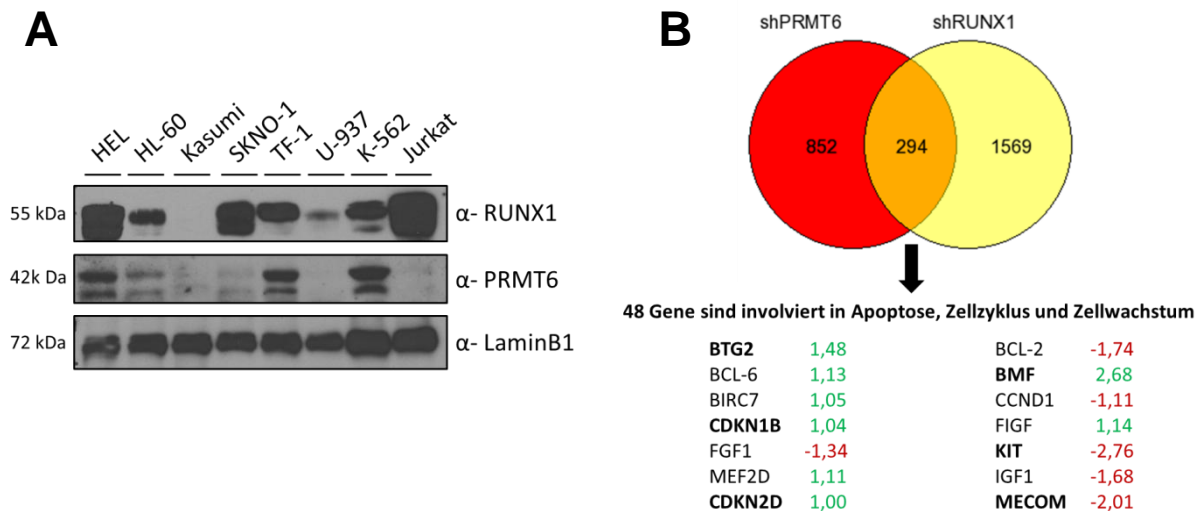 A
HEL HL-60 Kasumi SKNO-1 TF-1 U-937 K-562 Jurkat
55 kDa α- RUNX1
42k Da α- PRMT6
72 kDa α- LaminB1
B
shPRMT6 shRUNX1
852 294 1569
48 Gene sind involviert in Apoptose, Zellzyklus und Zellwachstum
BTG2 1,48 BCL-2 -1,74
BCL-6 1,13 BMF 2,68
BIRC7 1,05 CCND1 -1,11
CDKN1B 1,04 FIGF 1,14
FGF1 -1,34 KIT -2,76
MEF2D 1,11 IGF1 -1,68
CDKN2D 1,00 MECOM -2,01